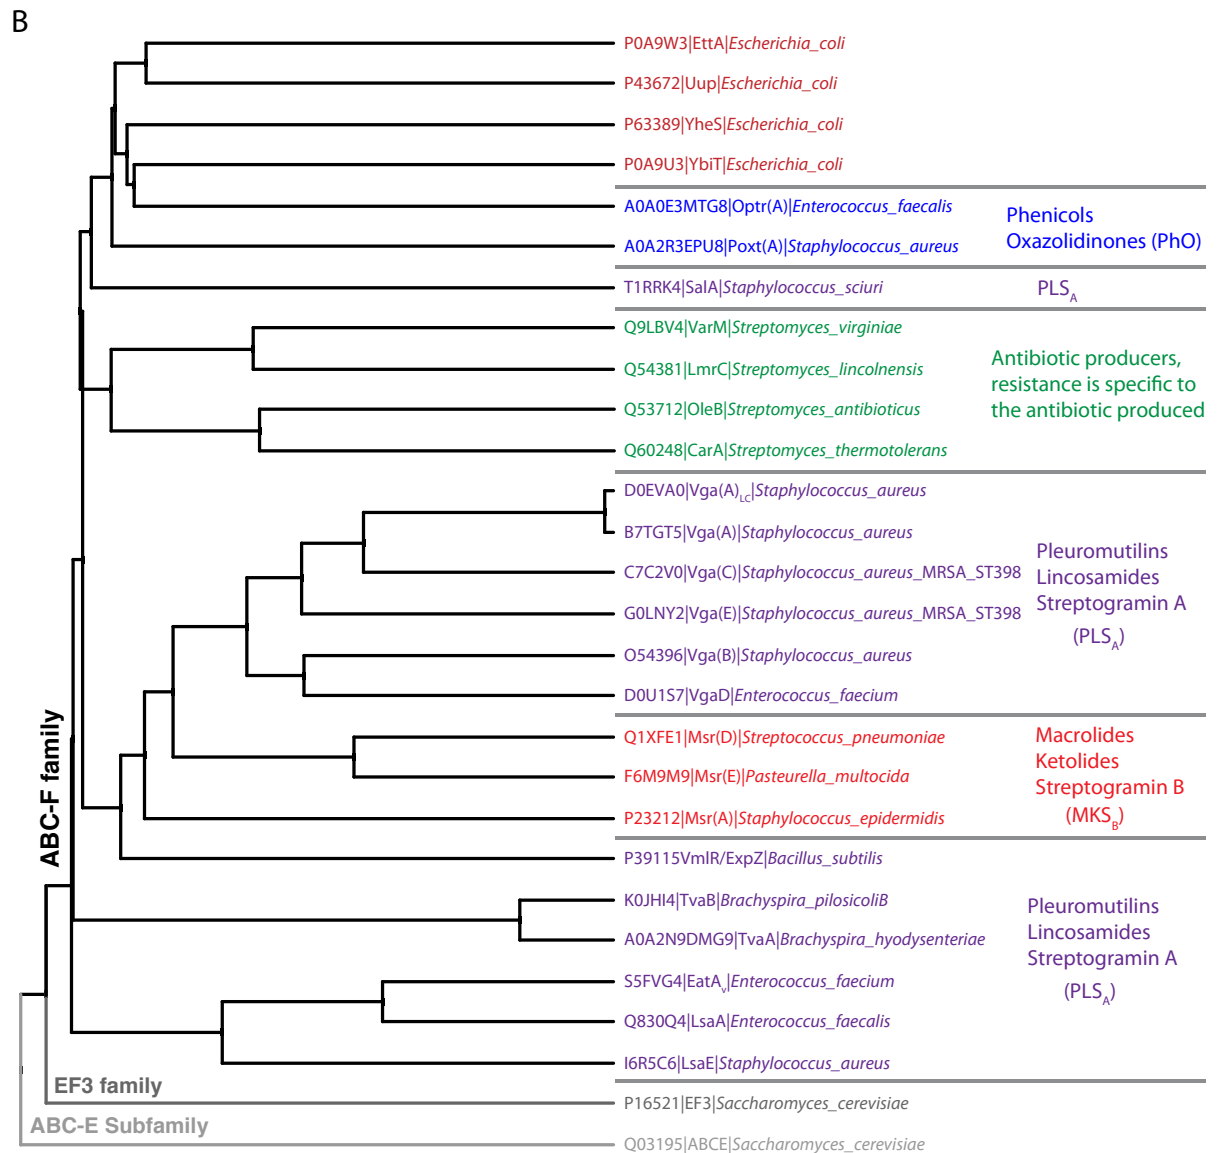 B
P0A9W3|EttA|Escherichia_coli
P43672|Uup|Escherichia_coli
P63389|YheS|Escherichia_coli
P0A9U3|YbiT|Escherichia_coli
A0A0E3MTG8|Optr(A)|Enterococcus_faecalis
A0A2R3EPU8|Poxt(A)|Staphylococcus_aureus
Phenicols
Oxazolidinones (PhO)
T1RRK4|SalA|Staphylococcus_sciuri
PLSA
Q9LBV4|VarM|Streptomyces_virginiae
Q54381|LmrC|Streptomyces_lincolnensis
Q53712|OleB|Streptomyces_antibioticus
Q60248|CarA|Streptomyces_thermotolerans
Antibiotic producers,
resistance is specific to
the antibiotic produced
D0EVA0|Vga(A)LC|Staphylococcus_aureus
B7TGT5|Vga(A)|Staphylococcus_aureus
C7C2V0|Vga(C)|Staphylococcus_aureus_MRSA_ST398
G0LNY2|Vga(E)|Staphylococcus_aureus_MRSA_ST398
O54396|Vga(B)|Staphylococcus_aureus
D0U1S7|VgaD|Enterococcus_faecium
Pleuromutilins
Lincosamides
Streptogramin A
(PLSA)
Q1XFE1|Msr(D)|Streptococcus_pneumoniae
F6M9M9|Msr(E)|Pasteurella_multocida
P23212|Msr(A)|Staphylococcus_epidermidis
Macrolides
Ketolides
Streptogramin B
(MKSB)
P39115VmlR/ExpZ|Bacillus_subtilis
K0JHI4|TvaB|Brachyspira_pilosicoliB
A0A2N9DMG9|TvaA|Brachyspira_hyodysenteriae
S5FVG4|EatAv|Enterococcus_faecium
Q830Q4|LsaA|Enterococcus_faecalis
I6R5C6|LsaE|Staphylococcus_aureus
Pleuromutilins
Lincosamides
Streptogramin A
(PLSA)
P16521|EF3|Saccharomyces_cerevisiae
Q03195|ABCE|Saccharomyces_cerevisiae
ABC-F family
EF3 family
ABC-E Subfamily